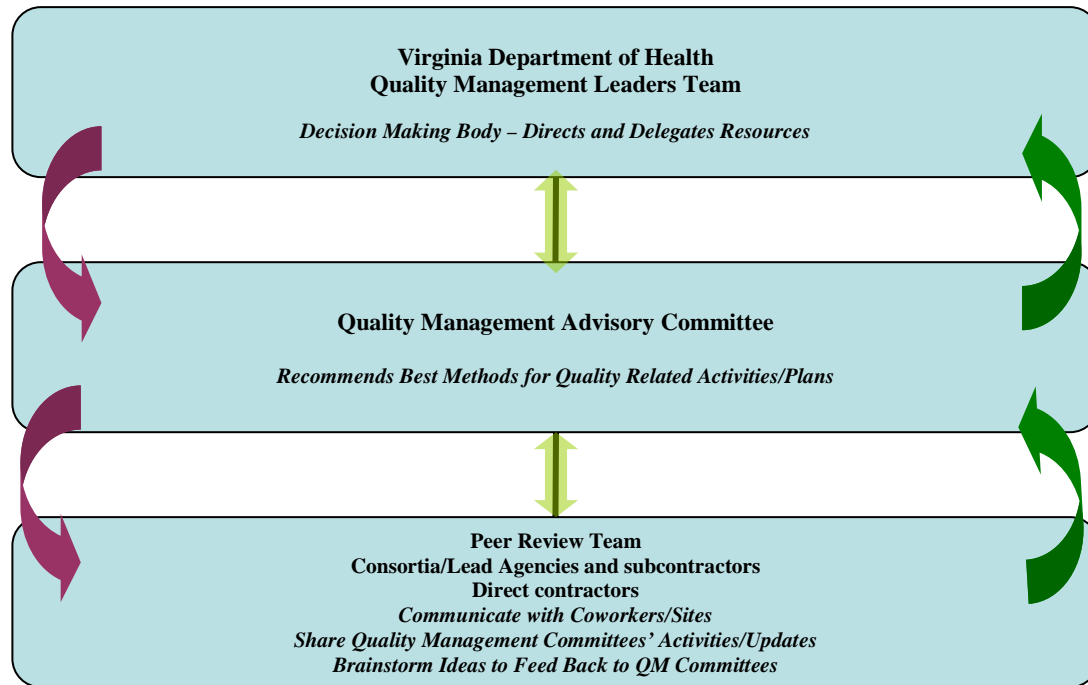 Virginia Department of Health
Quality Management Leaders Team
Decision Making Body – Directs and Delegates Resources
Quality Management Advisory Committee
Recommends Best Methods for Quality Related Activities/Plans
Peer Review Team
Consortia/Lead Agencies and subcontractors
Direct contractors
Communicate with Coworkers/Sites
Share Quality Management Committees’ Activities/Updates
Brainstorm Ideas to Feed Back to QM Committees